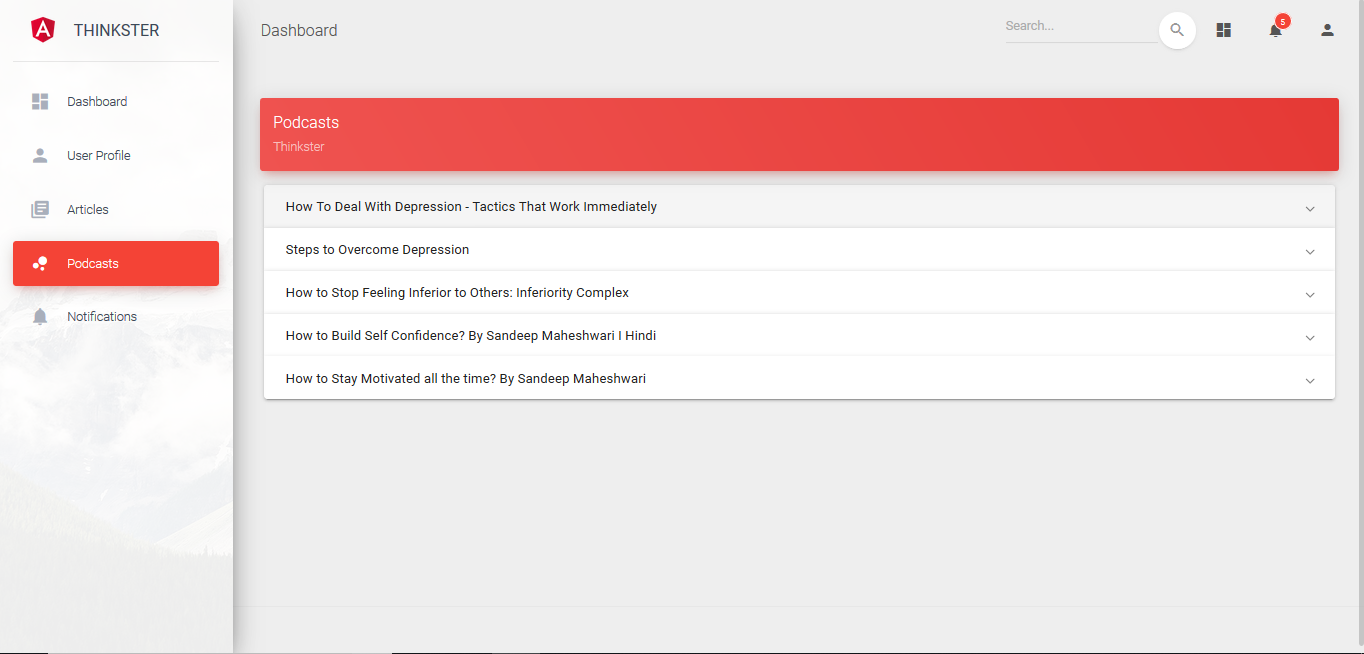 THINKSTER
Dashboard
User Profile
Articles
Podcasts
Notifications
Dashboard
Search...
5
Podcasts
Thinkster
How To Deal With Depression - Tactics That Work Immediately
Steps to Overcome Depression
How to Stop Feeling Inferior to Others: Inferiority Complex
How to Build Self Confidence? By Sandeep Maheshwari I Hindi
How to Stay Motivated all the time? By Sandeep Maheshwari